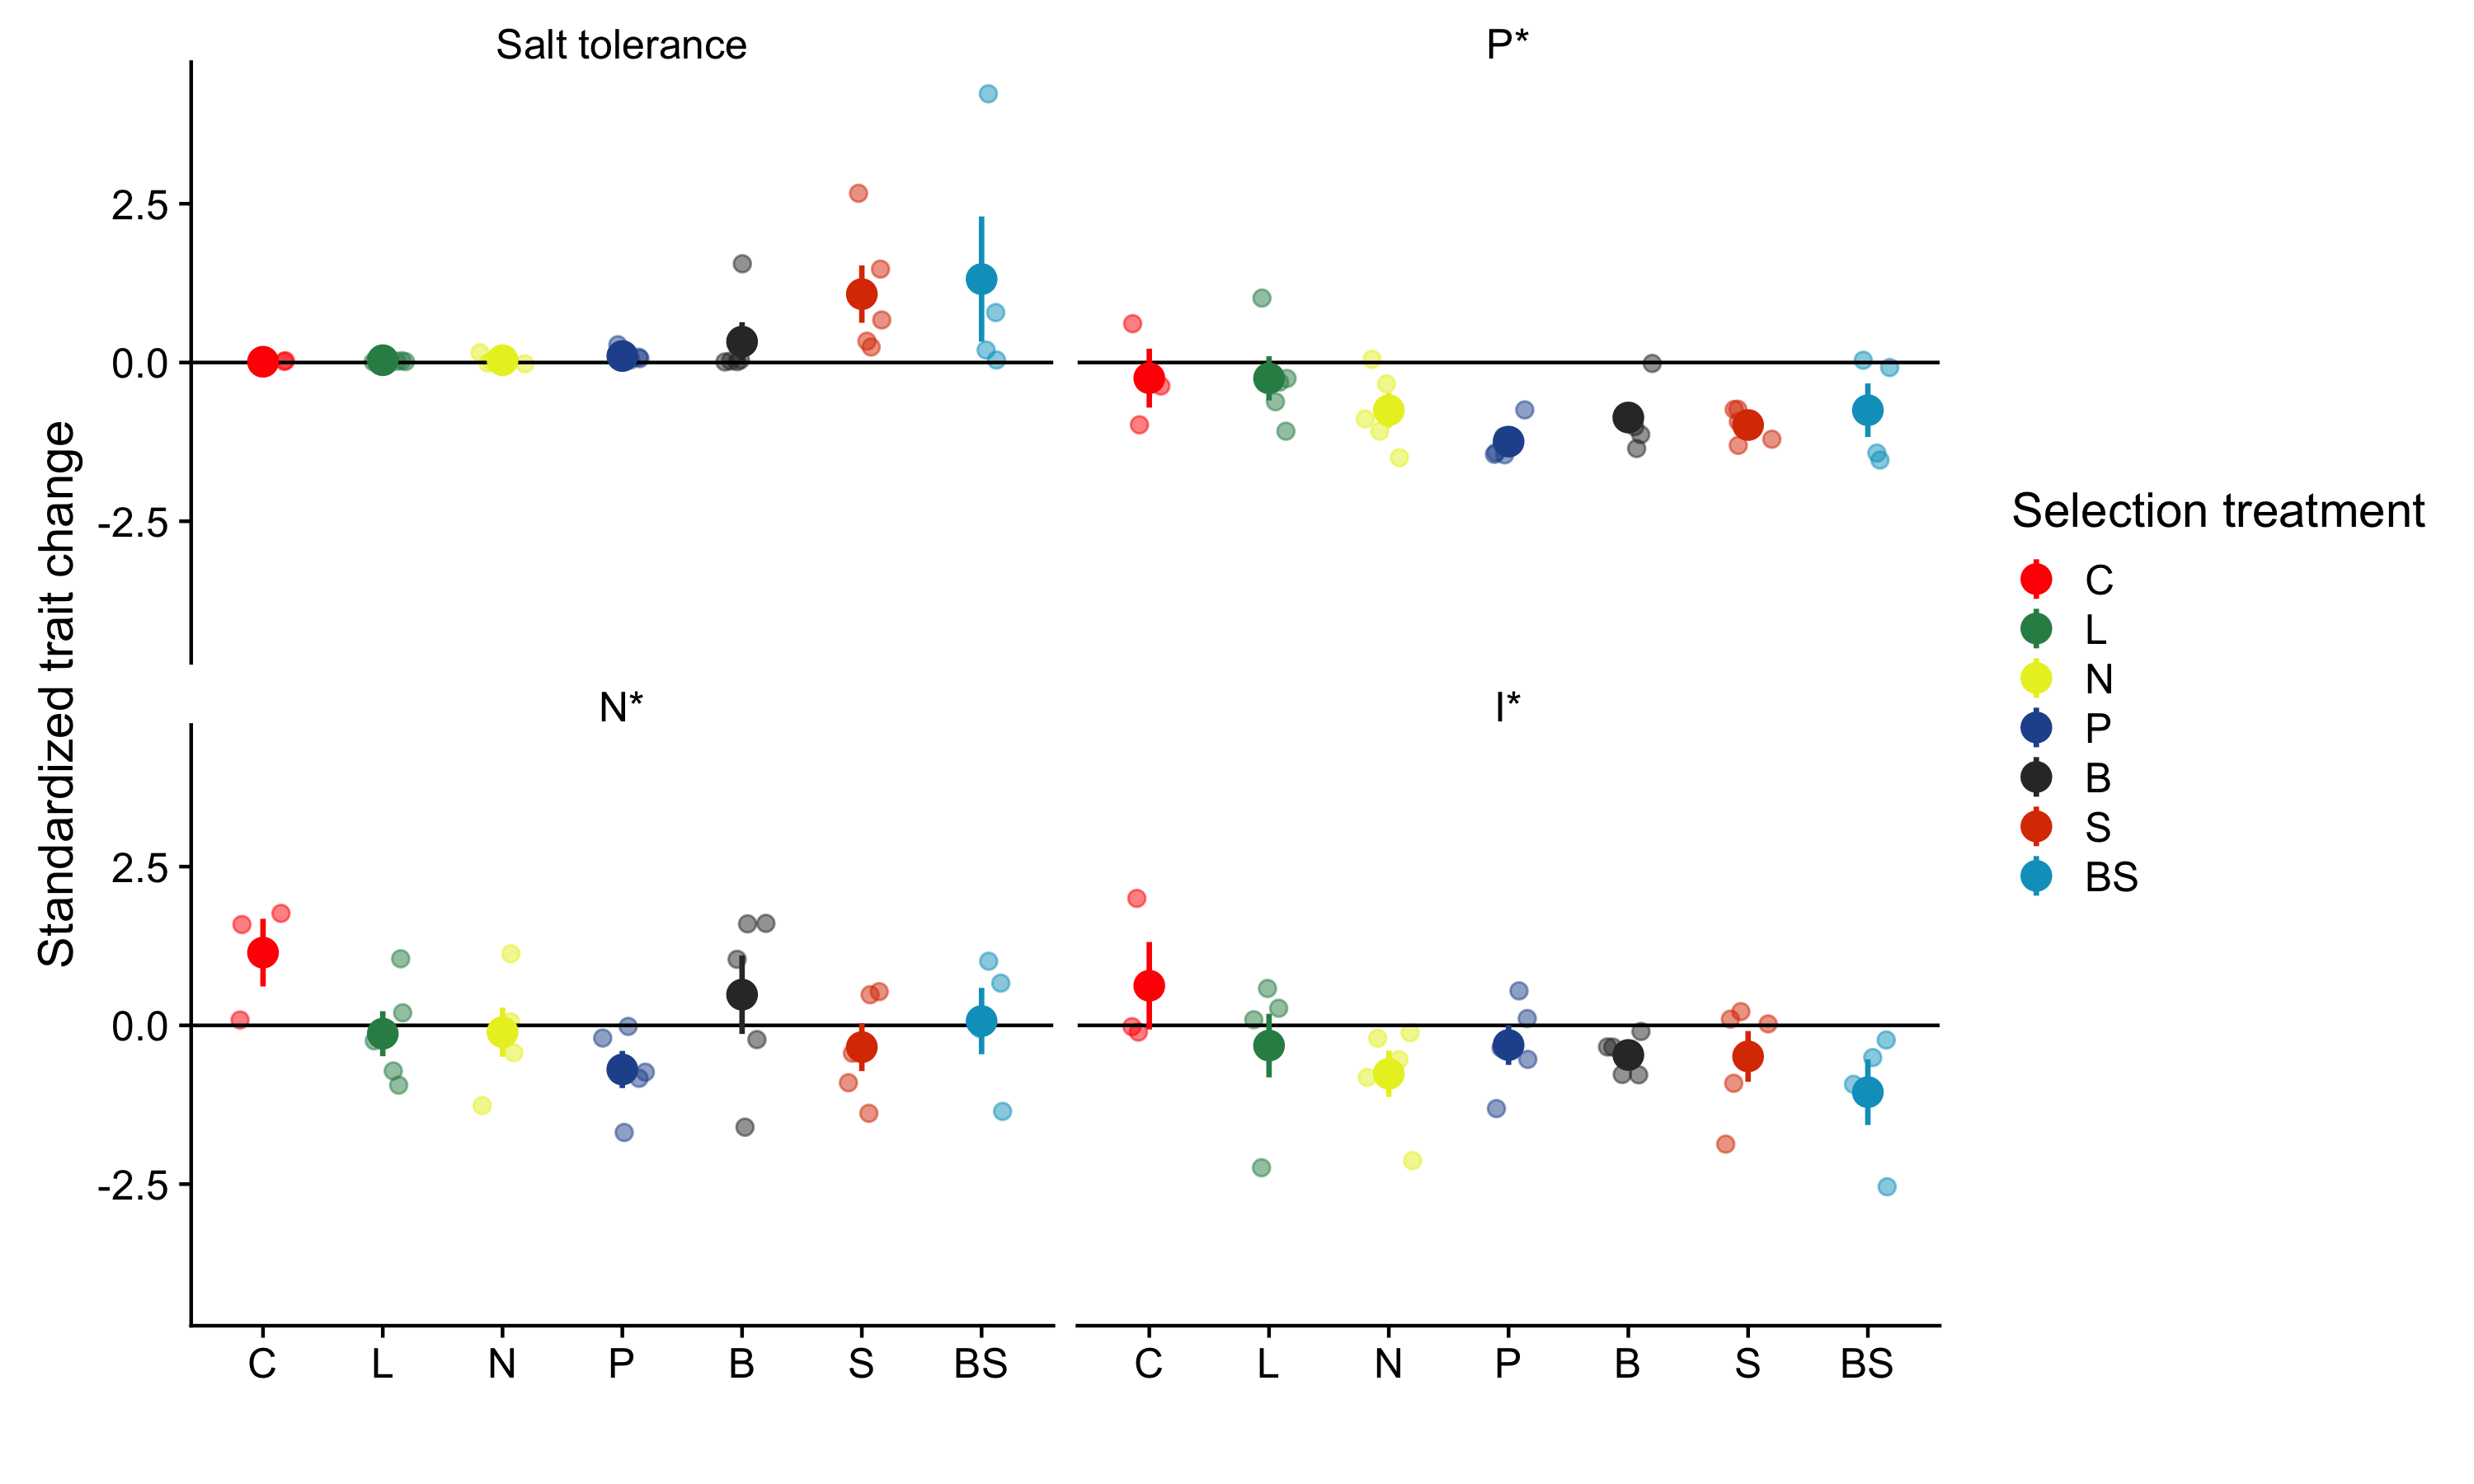 Salt tolerance
P*
2.5
0.0
-2.5
Standardized trait change
N*
I*
2.5
0.0
-2.5
C L N P B S BS
C L N P B S BS
Selection treatment
C
L
N
P
B
S
BS